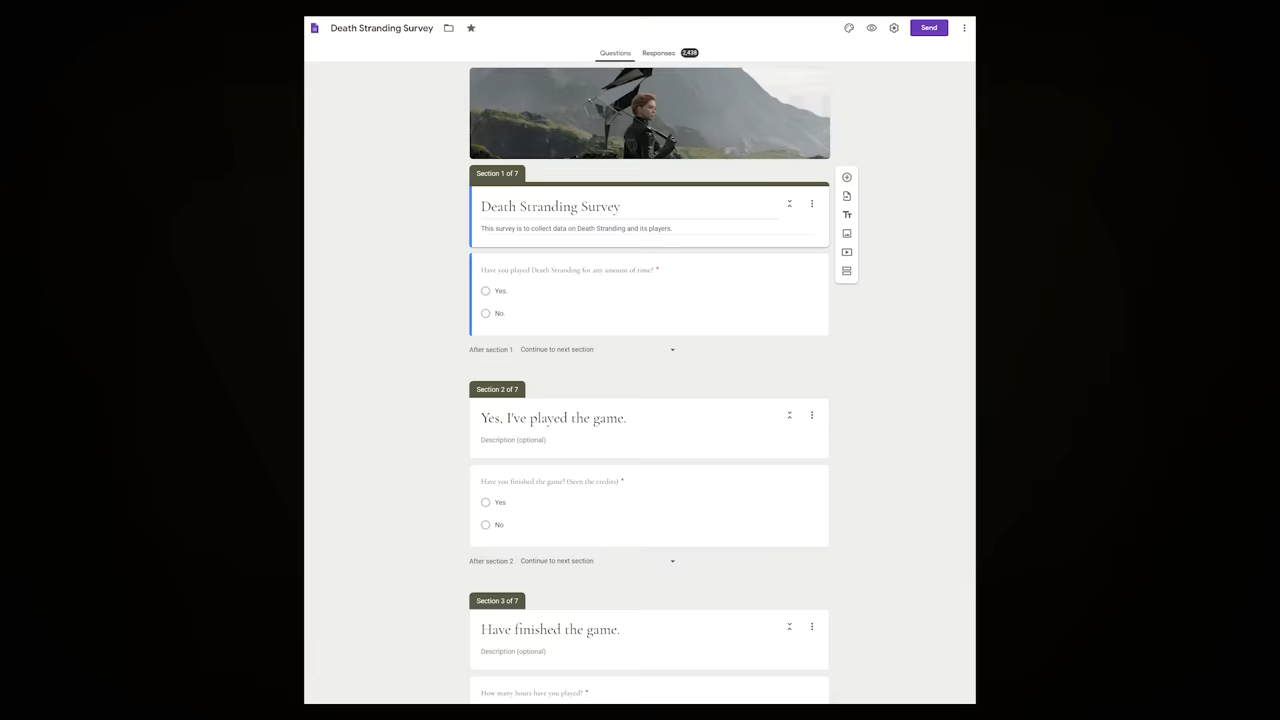 Death Stranding Survey
Send
Questions
Responses 2,438
Section 1 of 7
Death Stranding Survey
This survey is to collect data on Death Stranding and its players.
Tт
Have you played Death Stranding for any amount of time? *
Yes.
No.
After section 1 Continue to next section
Section 2 of 7
Yes, I've played the game.
Description (optional)
Have you finished the game? (Seen the credits) *
Yes
No
After section 2 Continue to next section
Section 3 of 7
Have finished the game.
Description (optional)
How many hours have you played? *